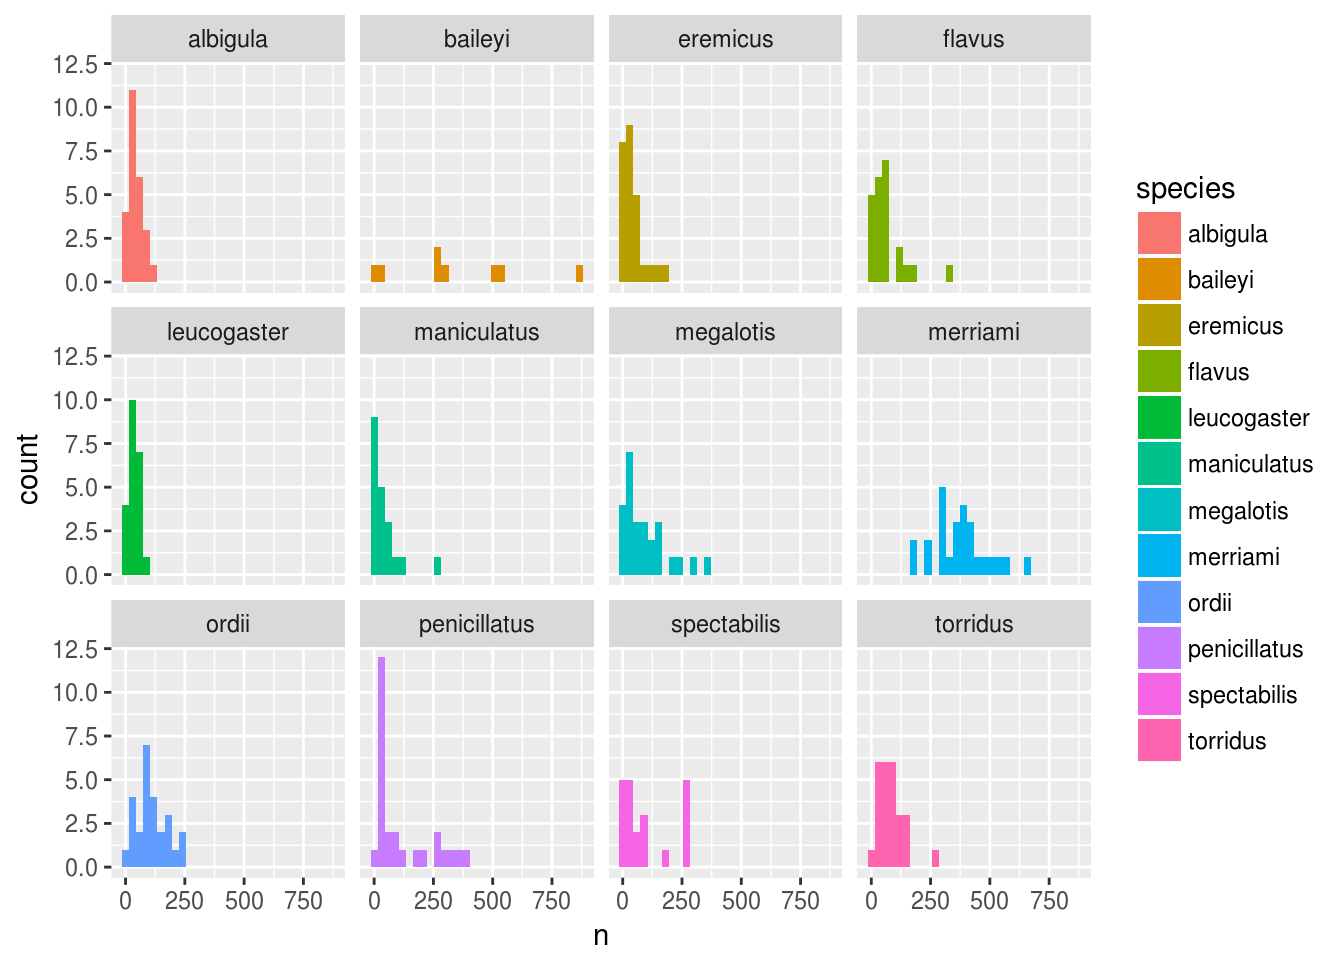 albigula baileyi eremicus flavus
12.5
10.0
7.5
5.0
2.5
0.0
leucogaster maniculatus megalotis merriami
12.5
10.0
7.5
5.0
2.5
0.0
ordii penicillatus spectabilis torridus
12.5
10.0
7.5
5.0
2.5
0.0
0 250 500 750 0 250 500 750 0 250 500 750 0 250 500 750
n
count
species
albigula
baileyi
eremicus
flavus
leucogaster
maniculatus
megalotis
merriami
ordii
penicillatus
spectabilis
torridus